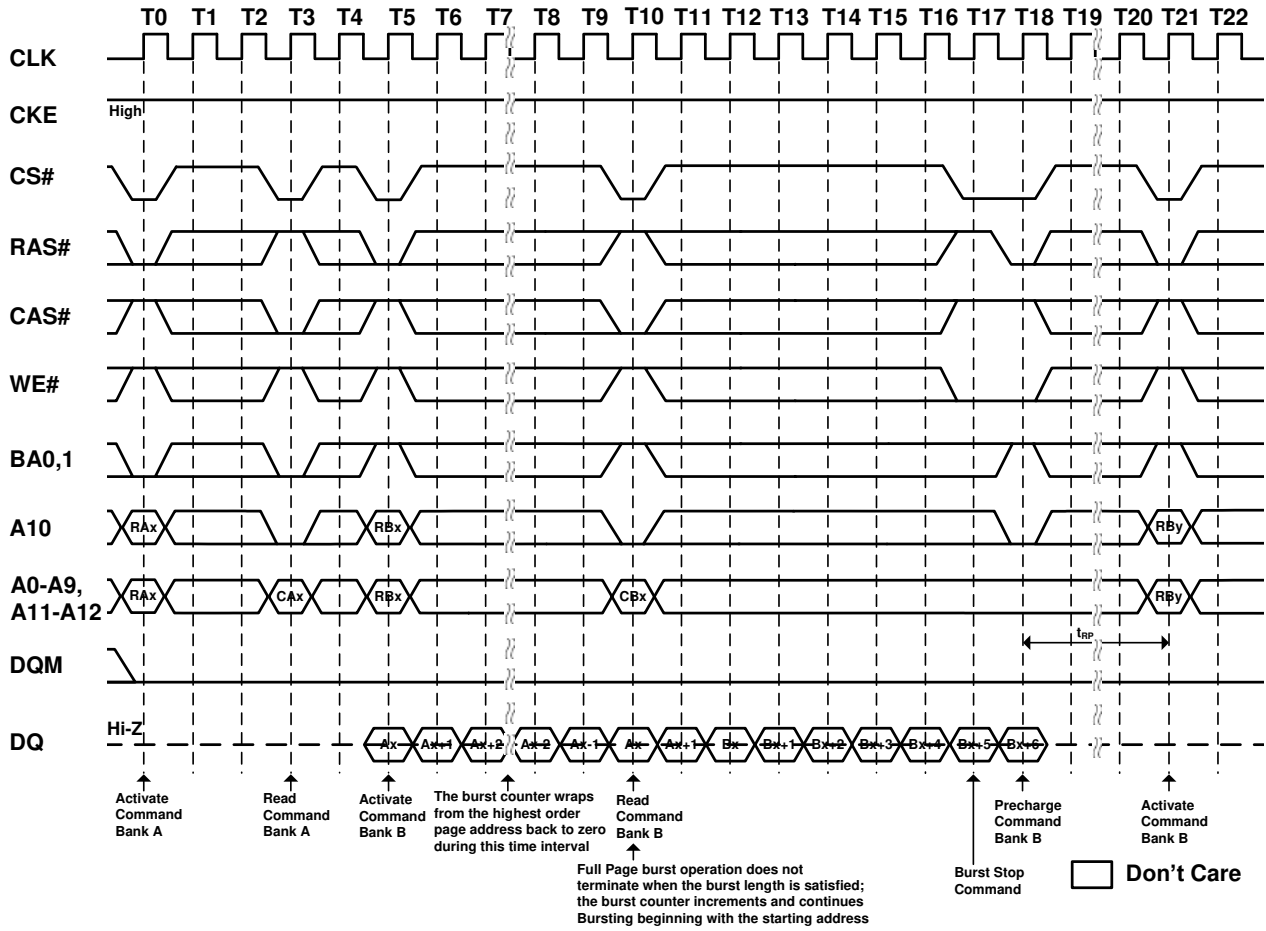 T0 T1 T2 T3 T4 T5 T6 T7 T8 T9 T10 T11 T12 T13 T14 T15 T16 T17 T18 T19 T20 T21 T22
CLK
CKE
High
CS#
RAS#
CAS#
WE#
BA0,1
A10
RAx RBx RBy
A0-A9,
A11-A12
RAx CAx RBx CBx RBy
tRP
DQM
Hi-Z
DQ
Ax Ax+1 Ax+2 Ax-2 Ax-1 Ax Ax+1 Bx Bx+1 Bx+2 Bx+3 Bx+4 Bx+5 Bx+6
Activate
Command
Bank A
Read
Command
Bank A
Activate
Command
Bank B
The burst counter wraps
from the highest order
page address back to zero
during this time interval
Read
Command
Bank B
Full Page burst operation does not
terminate when the burst length is satisfied;
the burst counter increments and continues
Bursting beginning with the starting address
Burst Stop
Command
Precharge
Command
Bank B
Activate
Command
Bank B
Don't Care